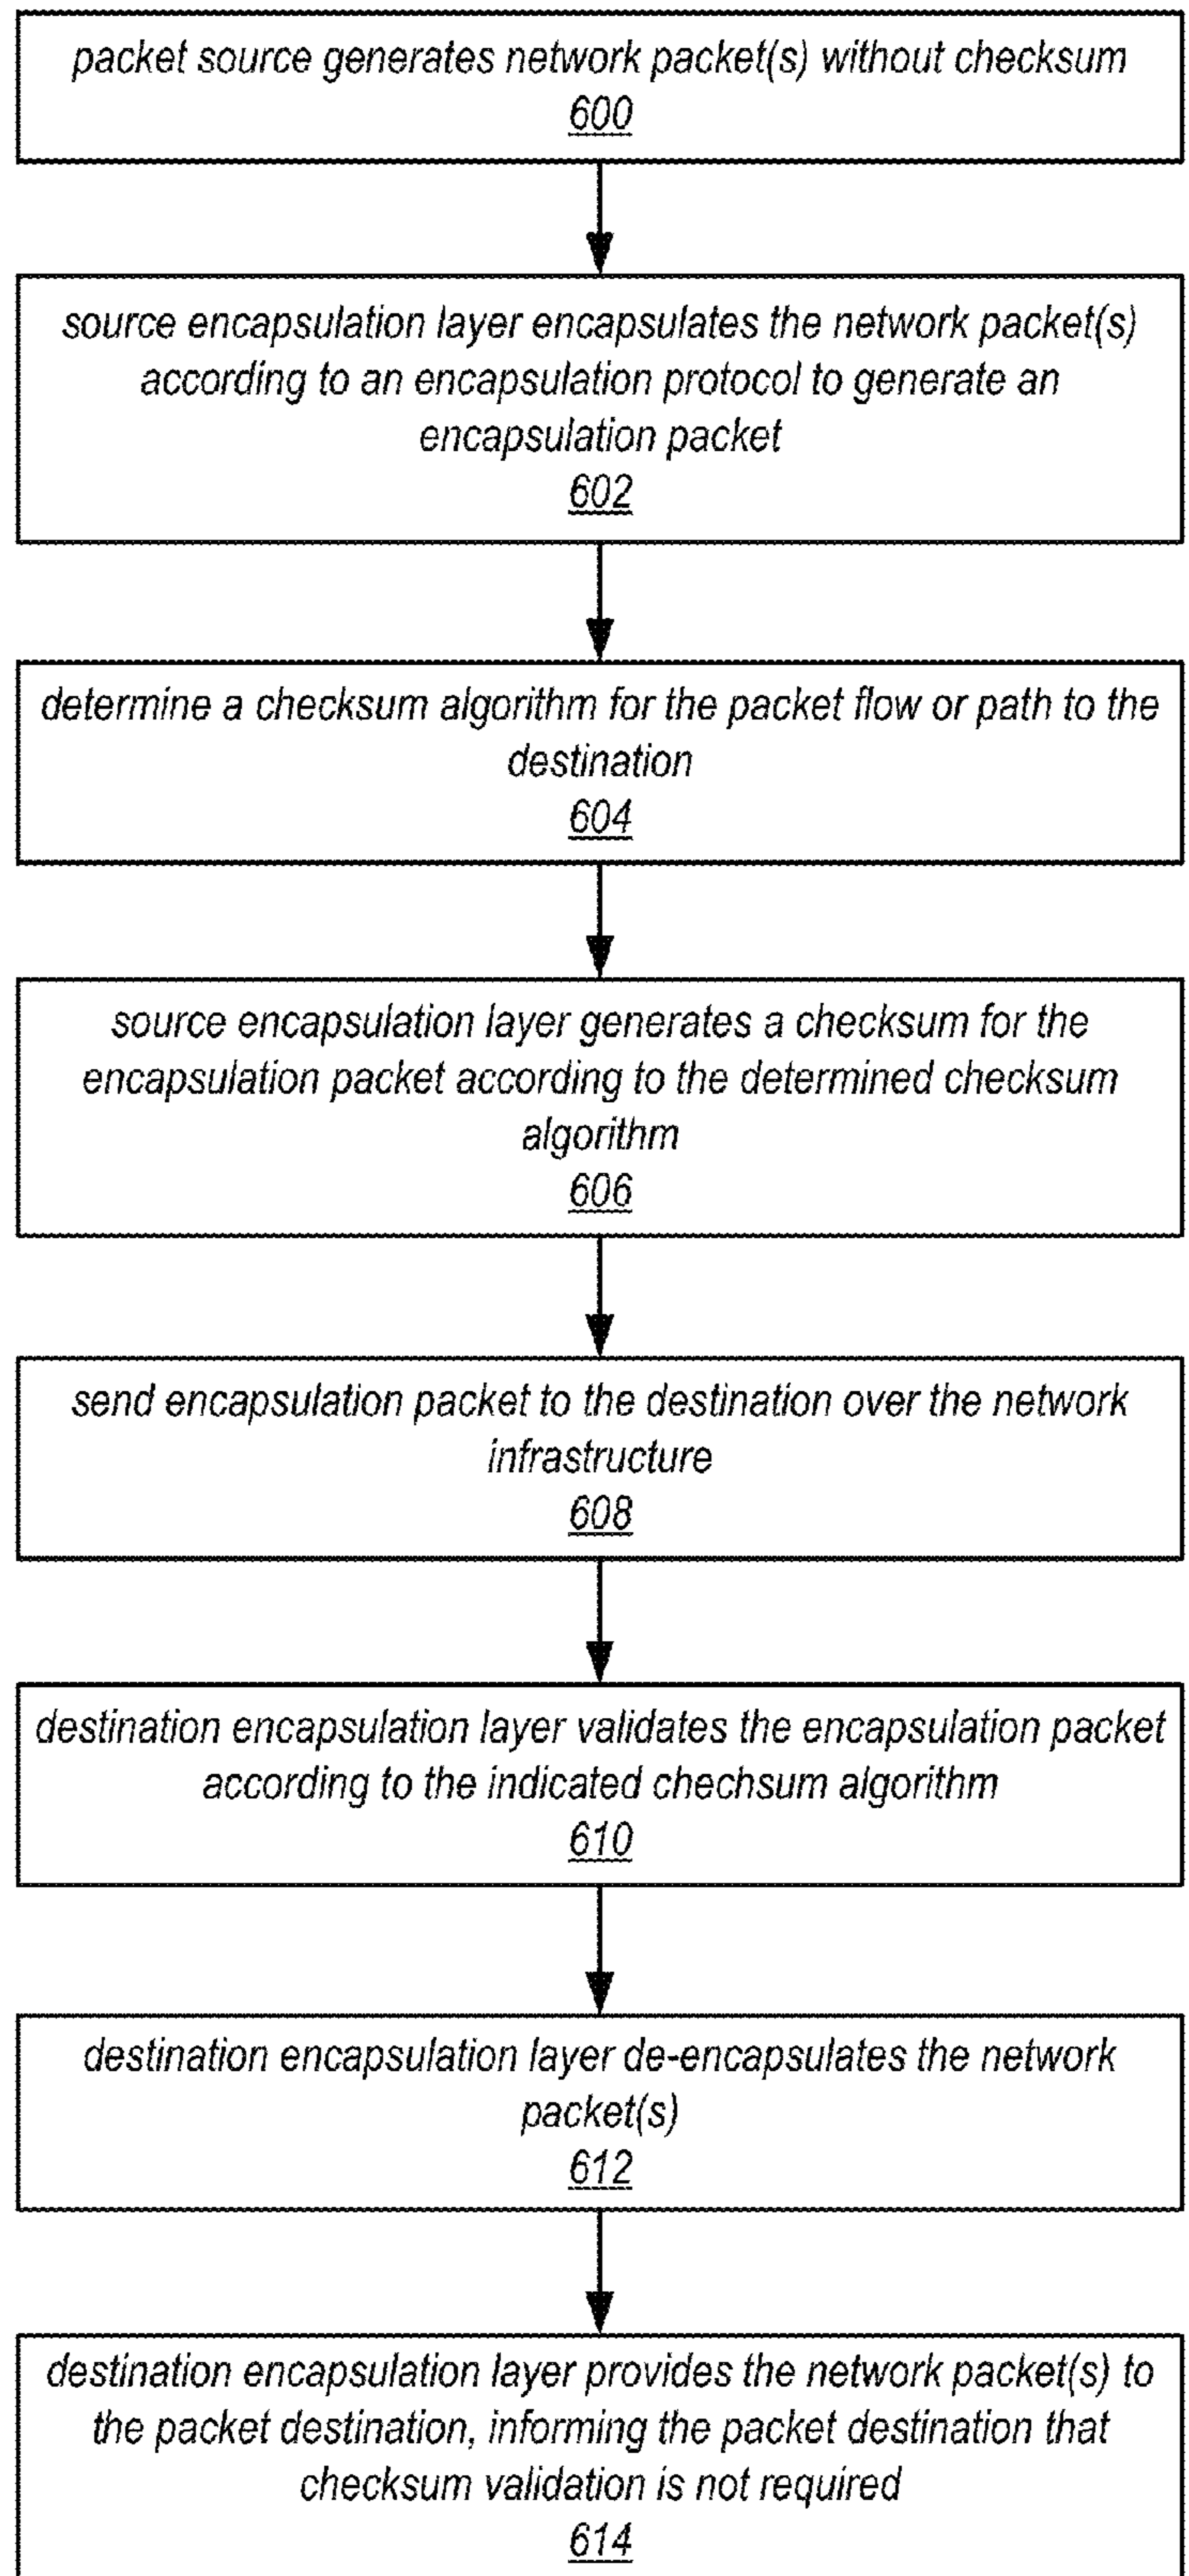 packet source generates network packet(s) without checksum
600
source encapsulation layer encapsulates the network packet(s)
according to an encapsulation protocol to generate an
encapsulation packet
602
determine a checksum algorithm for the packet flow or path to the
destination
604
source encapsulation layer generates a checksum for the
encapsulation packet according to the determined checksum
algorithm
606
send encapsulation packet to the destination over the network
infrastructure
608
destination encapsulation layer validates the encapsulation packet
according to the indicated chechsum algorithm
610
destination encapsulation layer de-encapsulates the network
packet(s)
612
destination encapsulation layer provides the network packet(s) to
the packet destination, informing the packet destination that
checksum validation is not required
614